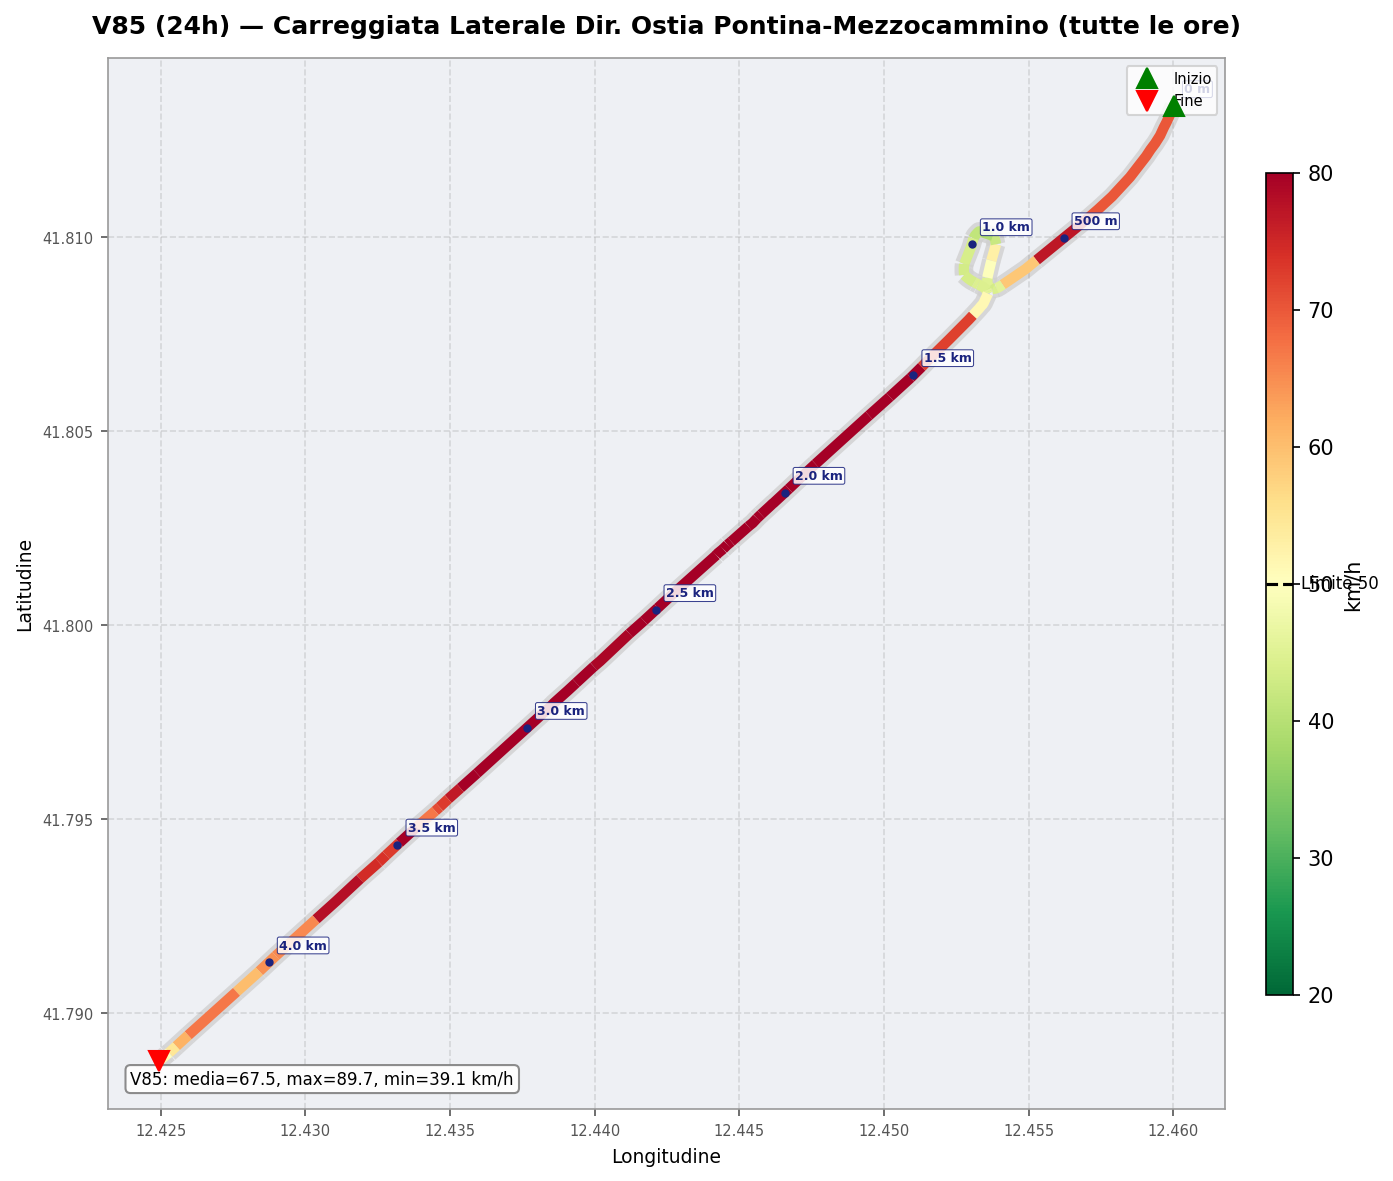 V85 (24h) — Carreggiata Laterale Dir. Ostia Pontina-Mezzocammino (tutte le ore)
Inizio
Fine
0 m
500 m
1.0 km
1.5 km
2.0 km
2.5 km
3.0 km
3.5 km
4.0 km
V85: media=67.5, max=89.7, min=39.1 km/h
41.810
41.805
41.800
41.795
41.790
Latitudine
12.425
12.430
12.435
12.440
12.445
12.450
12.455
12.460
Longitudine
80
70
60
50
40
30
20
Limite 50
km/h